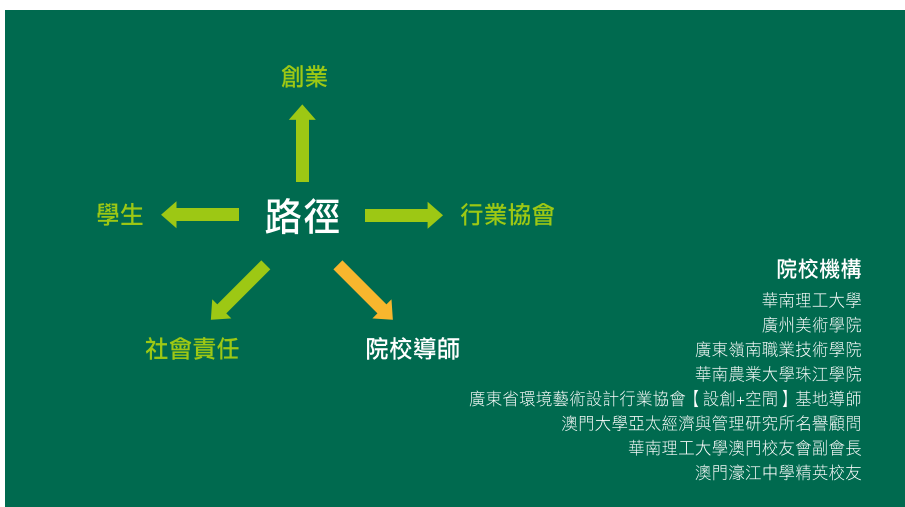 創業
學生
路徑
行業協會
社會責任
院校導師
院校機構
華南理工大學
廣州美術學院
廣東嶺南職業技術學院
華南農業大學珠江學院
廣東省環境藝術設計行業協會【設創+空間】基地導師
澳門大學亞太經濟與管理研究所名譽顧問
華南理工大學澳門校友會副會長
澳門濠江中學精英校友